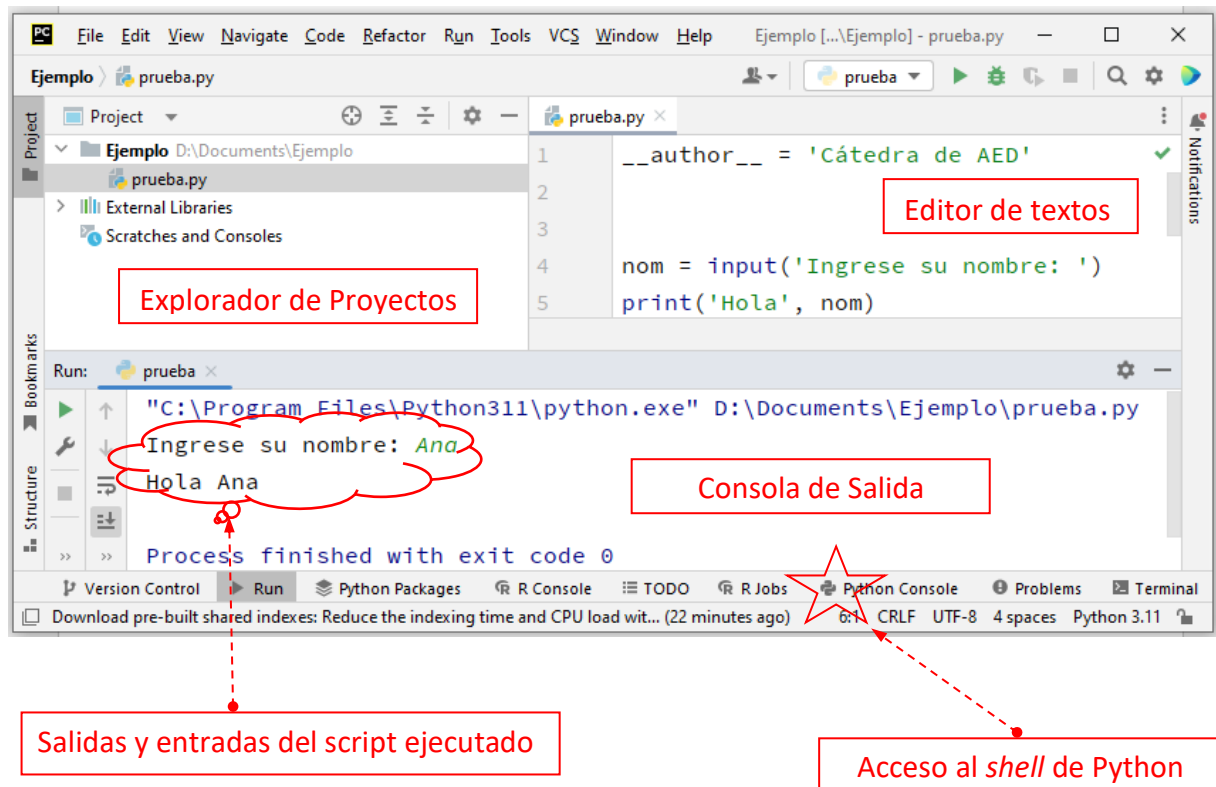 PC File Edit View Navigate Code Refactor Run Tools VCS Window Help Ejemplo [...\Ejemplo] - prueba.py
Ejemplo prueba.py prueba
Project
Project
Ejemplo D:\Documents\Ejemplo
prueba.py
External Libraries
Scratches and Consoles
Explorador de Proyectos
prueba.py
1 __author__ = 'Cátedra de AED'
2
3
4 nom = input('Ingrese su nombre: ')
5 print('Hola', nom)
Editor de textos
Notifications
Bookmarks
Structure
Run: prueba
"C:\Program Files\Python311\python.exe" D:\Documents\Ejemplo\prueba.py
Ingrese su nombre: Ana
Hola Ana
Consola de Salida
Process finished with exit code 0
Version Control Run Python Packages R Console TODO R Jobs Python Console Problems Terminal
Download pre-built shared indexes: Reduce the indexing time and CPU load wit... (22 minutes ago) 6:1 CRLF UTF-8 4 spaces Python 3.11
Salidas y entradas del script ejecutado
Acceso al shell de Python